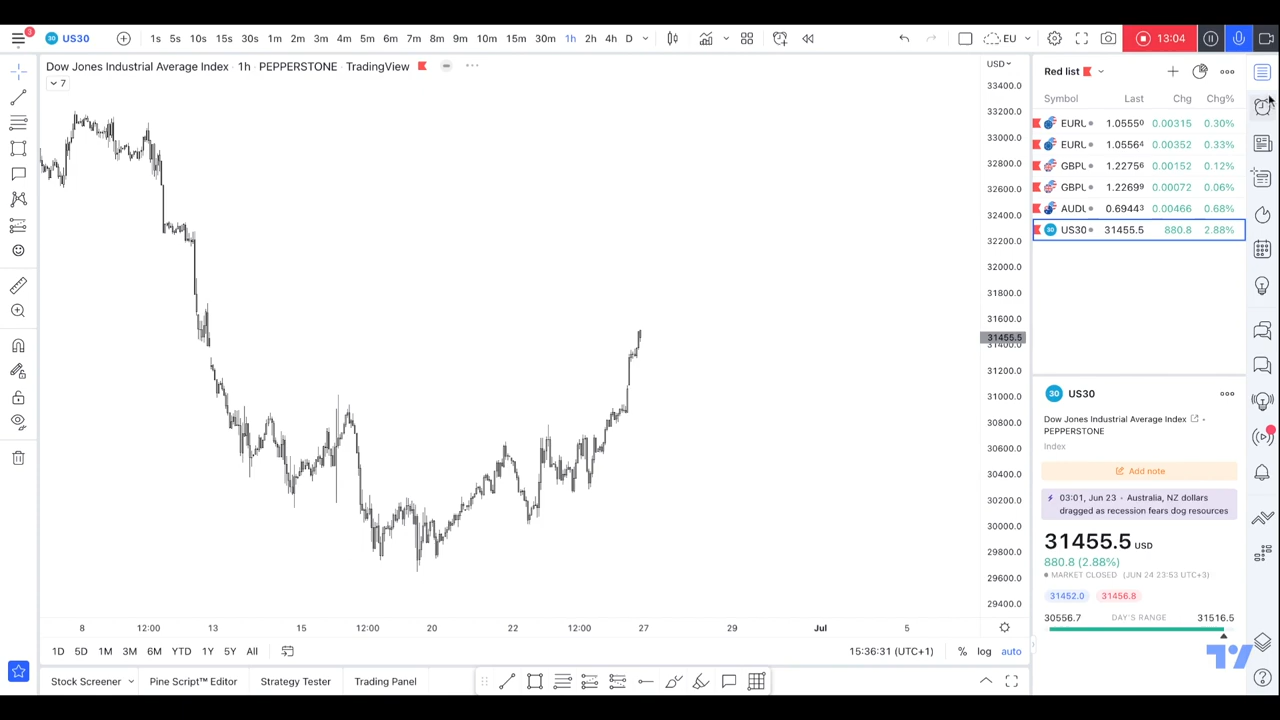 3
30 US30
1s 5s 10s 15s 30s 1m 2m 3m 4m 5m 6m 7m 8m 9m 10m 15m 30m 1h 2h 4h D
EU
13:04
Dow Jones Industrial Average Index · 1h · PEPPERSTONE · TradingView
7
USD
33400.0
33200.0
33000.0
32800.0
32600.0
32400.0
32200.0
32000.0
31800.0
31600.0
31455.5
31400.0
31200.0
31000.0
30800.0
30600.0
30400.0
30200.0
30000.0
29800.0
29600.0
29400.0
8 12:00 13 15 12:00 20 22 12:00 27 29 Jul 5
1D 5D 1M 3M 6M YTD 1Y 5Y All
15:36:31 (UTC+1) % log auto
Stock Screener Pine Script™ Editor Strategy Tester Trading Panel
Red list
Symbol Last Chg Chg%
EURU 1.05550 0.00315 0.30%
EURU 1.05564 0.00352 0.33%
GBPU 1.22756 0.00152 0.12%
GBPU 1.22699 0.00072 0.06%
AUDU 0.69443 0.00466 0.68%
30 US30 31455.5 880.8 2.88%
30 US30
Dow Jones Industrial Average Index ·
PEPPERSTONE
Index
Add note
03:01, Jun 23 · Australia, NZ dollars
dragged as recession fears dog resources
31455.5 USD
880.8 (2.88%)
MARKET CLOSED (JUN 24 23:53 UTC+3)
31452.0 31456.8
30556.7 DAY'S RANGE 31516.5